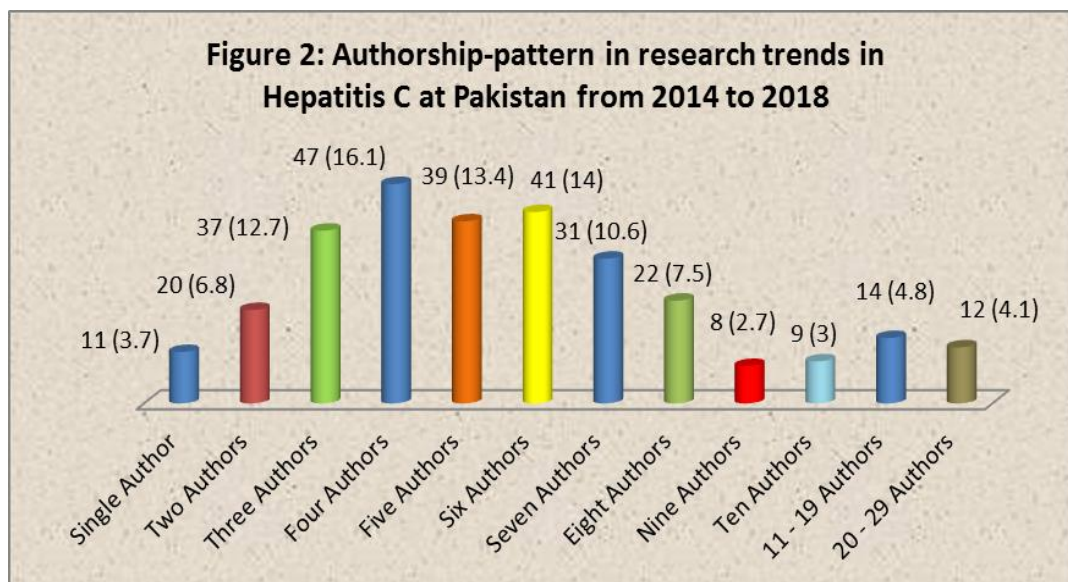 Figure 2: Authorship-pattern in research trends in
Hepatitis C at Pakistan from 2014 to 2018
11 (3.7)
20 (6.8)
37 (12.7)
47 (16.1)
39 (13.4)
41 (14)
31 (10.6)
22 (7.5)
8 (2.7)
9 (3)
14 (4.8)
12 (4.1)
Single Author
Two Authors
Three Authors
Four Authors
Five Authors
Six Authors
Seven Authors
Eight Authors
Nine Authors
Ten Authors
11 - 19 Authors
20 - 29 Authors